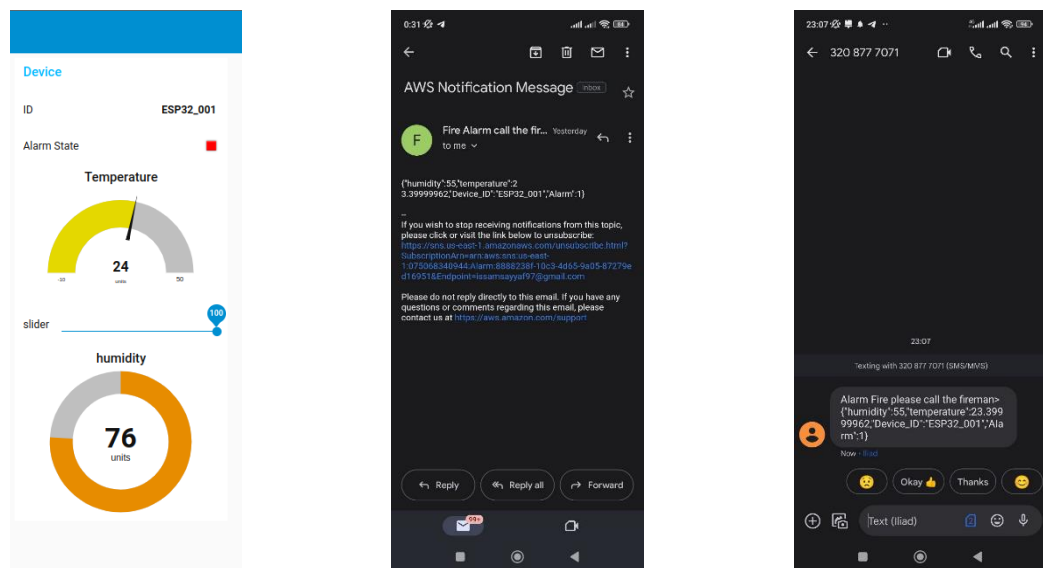 Device
ID ESP32_001
Alarm State
Temperature
24
units
-10 50
slider
100
humidity
76
units
0:31
AWS Notification Message Inbox
F
Fire Alarm call the fir... Yesterday
to me
{"humidity":55,"temperature":2
3.39999962,"Device_ID":"ESP32_001","Alarm":1}
--
If you wish to stop receiving notifications from this topic,
please click or visit the link below to unsubscribe:
https://sns.us-east-1.amazonaws.com/unsubscribe.html?
SubscriptionArn=arn:aws:sns:us-east-
1:075068340944:Alarm:8888238f-10c3-4d65-9a05-87279e
d16951&Endpoint=issamsayyaf97@gmail.com
Please do not reply directly to this email. If you have any
questions or comments regarding this email, please
contact us at https://aws.amazon.com/support
Reply Reply all Forward
99+
23:07
320 877 7071
23:07
Texting with 320 877 7071 (SMS/MMS)
Alarm Fire please call the fireman>
{"humidity":55,"temperature":23.399
99962,"Device_ID":"ESP32_001","Ala
rm":1}
Now · Iliad
Okay 👍 Thanks
Text (Iliad)